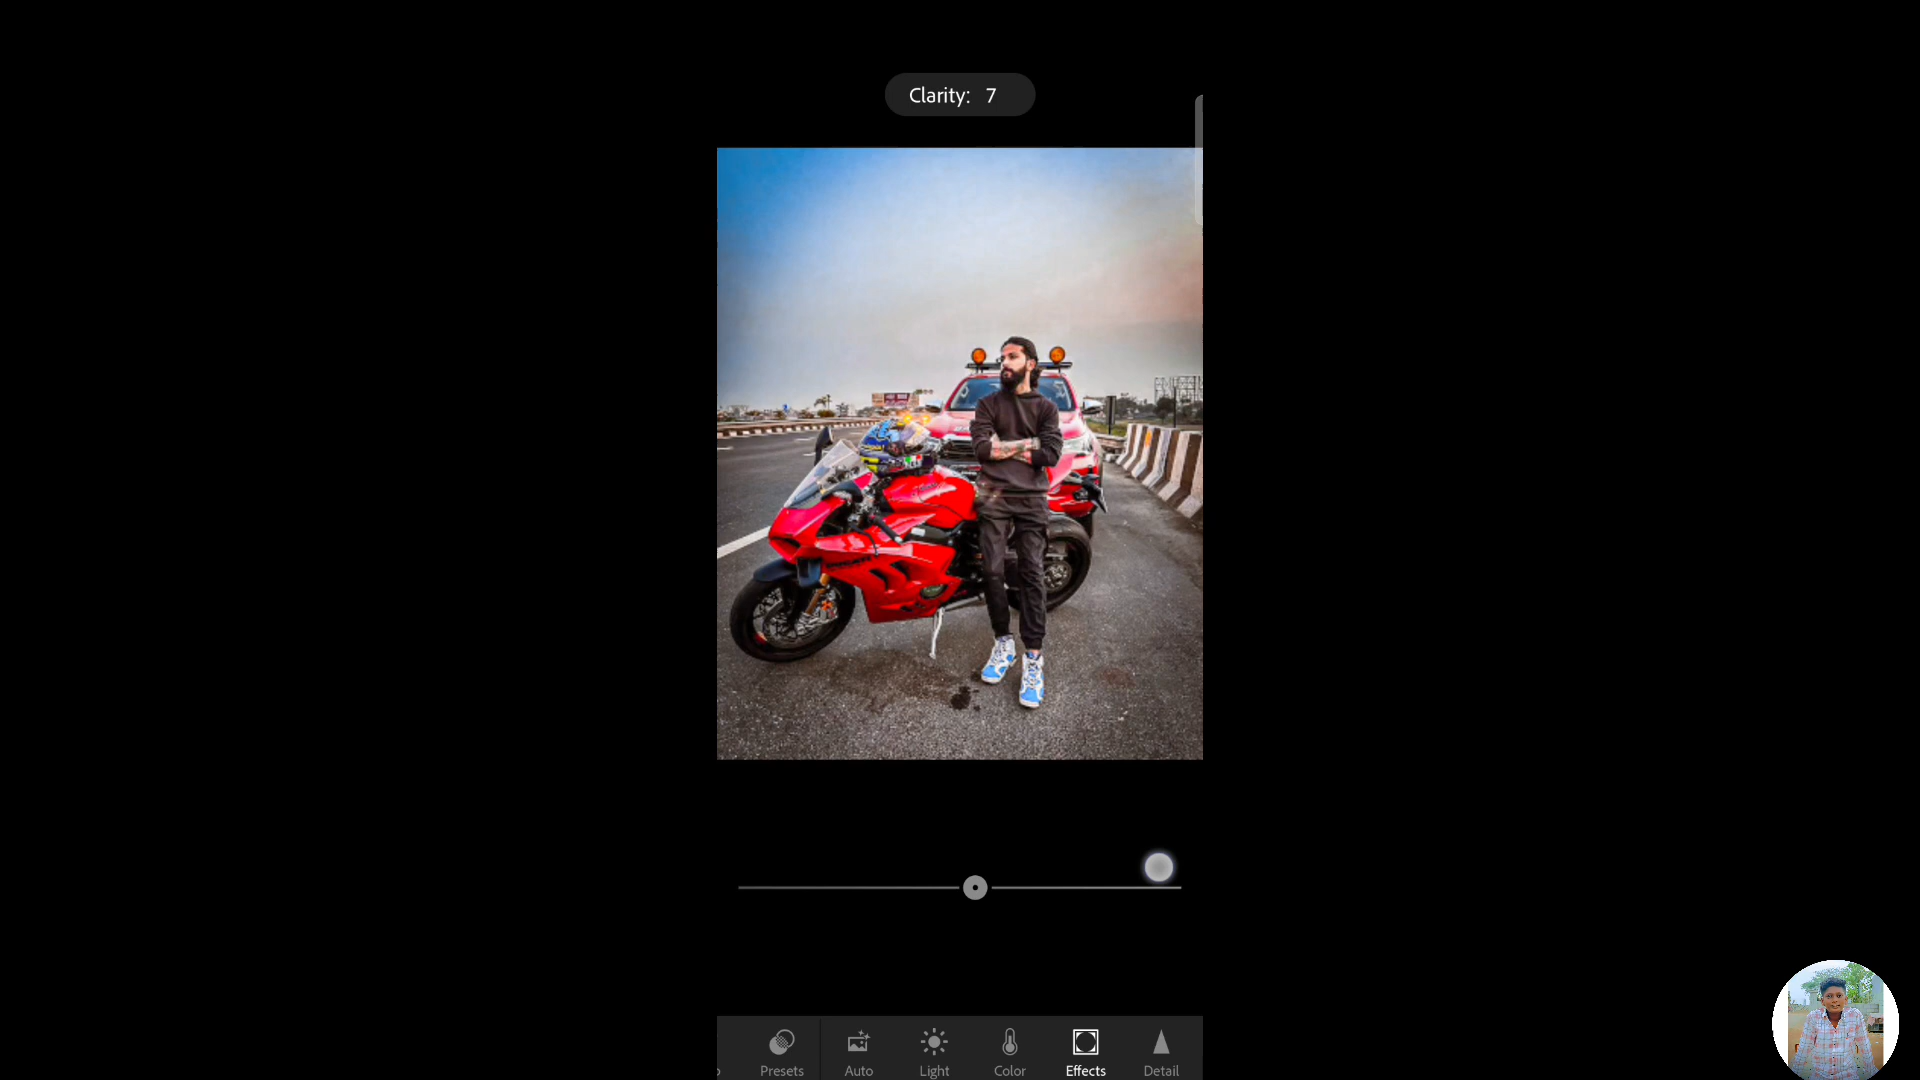 Clarity: 7
Presets
Auto
Light
Color
Effects
Detail